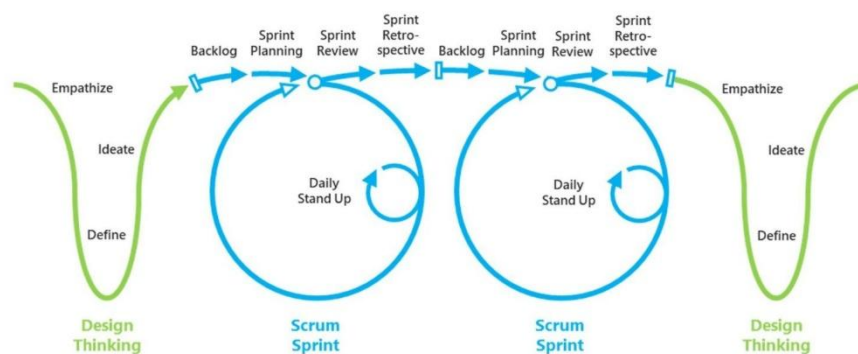 Sprint
Retro-
spective
Sprint
Planning
Sprint
Review
Backlog
Sprint
Retro-
spective
Sprint
Planning
Sprint
Review
Backlog
Empathize
Ideate
Define
Daily
Stand Up
Daily
Stand Up
Empathize
Ideate
Define
Design
Thinking
Scrum
Sprint
Scrum
Sprint
Design
Thinking